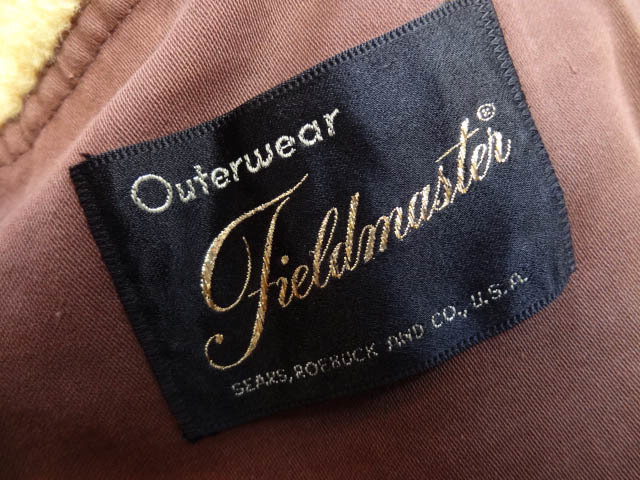 Outerwear
Fieldmaster®
SEARS, ROEBUCK AND CO., U.S.A.